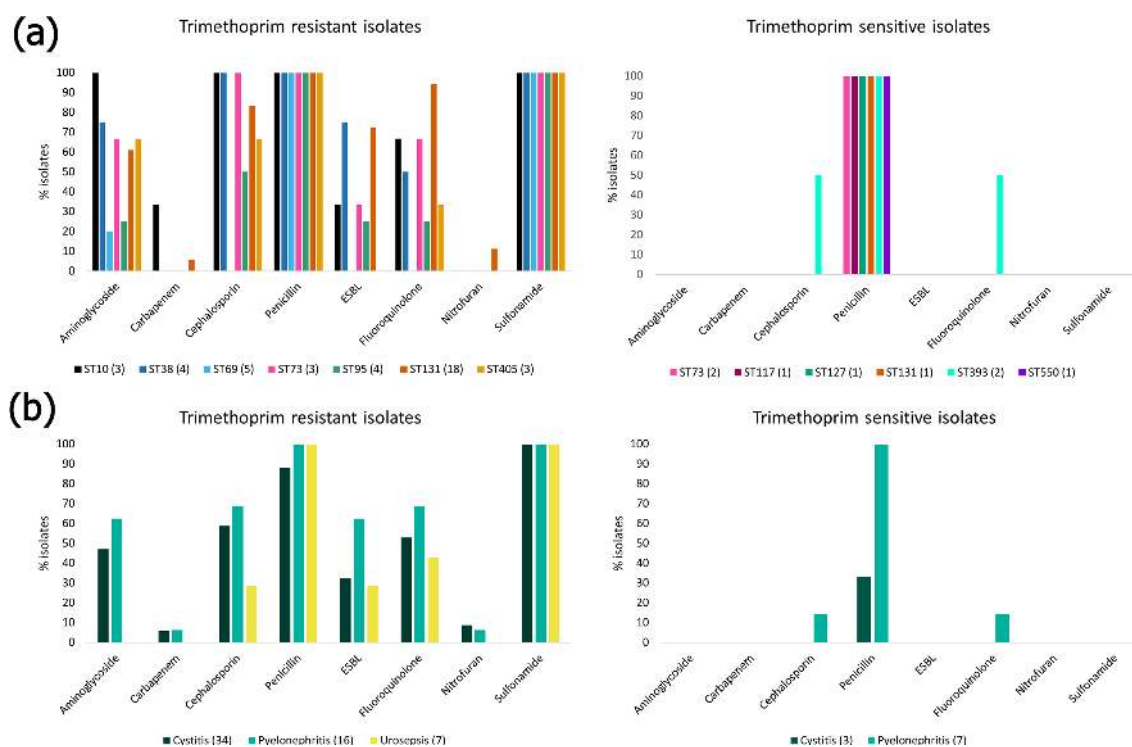 (a)
Trimethoprim resistant isolates
Trimethoprim sensitive isolates
% isolates
100
90
80
70
60
50
40
30
20
10
0
Aminoglycoside
Carbapenem
Cephalosporin
Penicillin
ESBL
Fluoroquinolone
Nitrofuran
Sulfonamide
ST10 (3) ST38 (4) ST69 (5) ST73 (3) ST95 (4) ST131 (18) ST405 (3)
% isolates
100
90
80
70
60
50
40
30
20
10
0
Aminoglycoside
Carbapenem
Cephalosporin
Penicillin
ESBL
Fluoroquinolone
Nitrofuran
Sulfonamide
ST73 (2) ST117 (1) ST127 (1) ST131 (1) ST393 (2) ST550 (1)
(b)
Trimethoprim resistant isolates
Trimethoprim sensitive isolates
% isolates
100
90
80
70
60
50
40
30
20
10
0
Aminoglycoside
Carbapenem
Cephalosporin
Penicillin
ESBL
Fluoroquinolone
Nitrofuran
Sulfonamide
Cystitis (34) Pyelonephritis (16) Urosepsis (7)
% isolates
100
90
80
70
60
50
40
30
20
10
0
Aminoglycoside
Carbapenem
Cephalosporin
Penicillin
ESBL
Fluoroquinolone
Nitrofuran
Sulfonamide
Cystitis (3) Pyelonephritis (7)